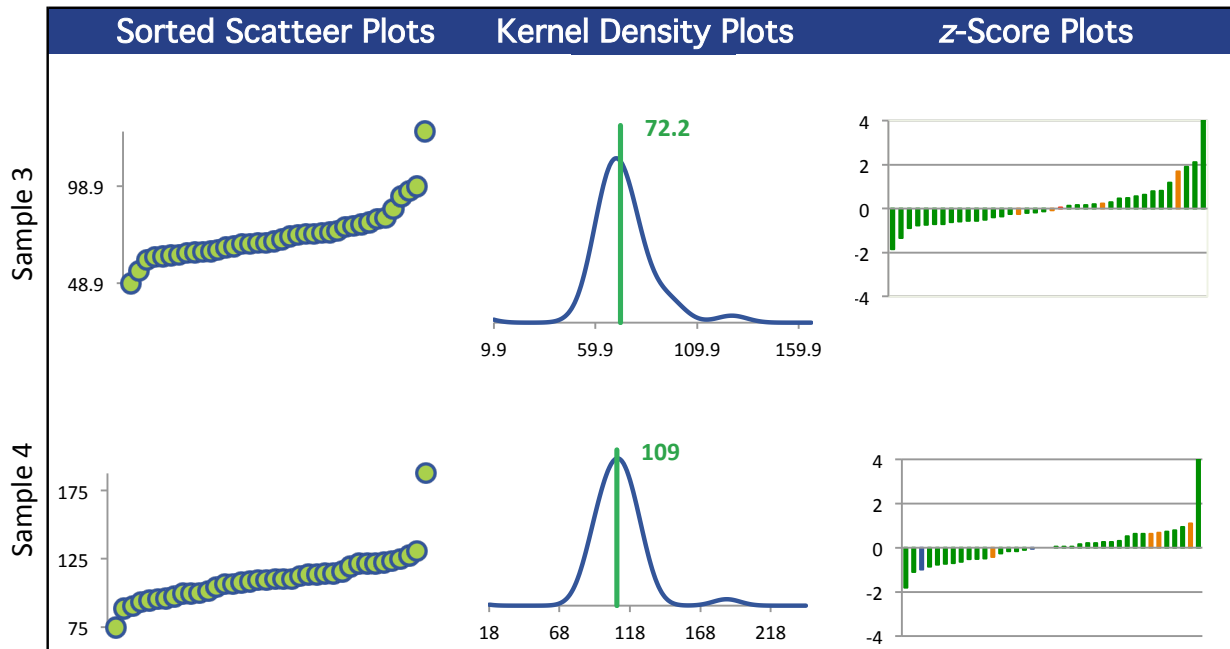 Sorted Scatteer Plots
Kernel Density Plots
z-Score Plots
Sample 3
98.9
48.9
72.2
9.9 59.9 109.9 159.9
4
2
0
-2
-4
Sample 4
175
125
75
109
18 68 118 168 218
4
2
0
-2
-4